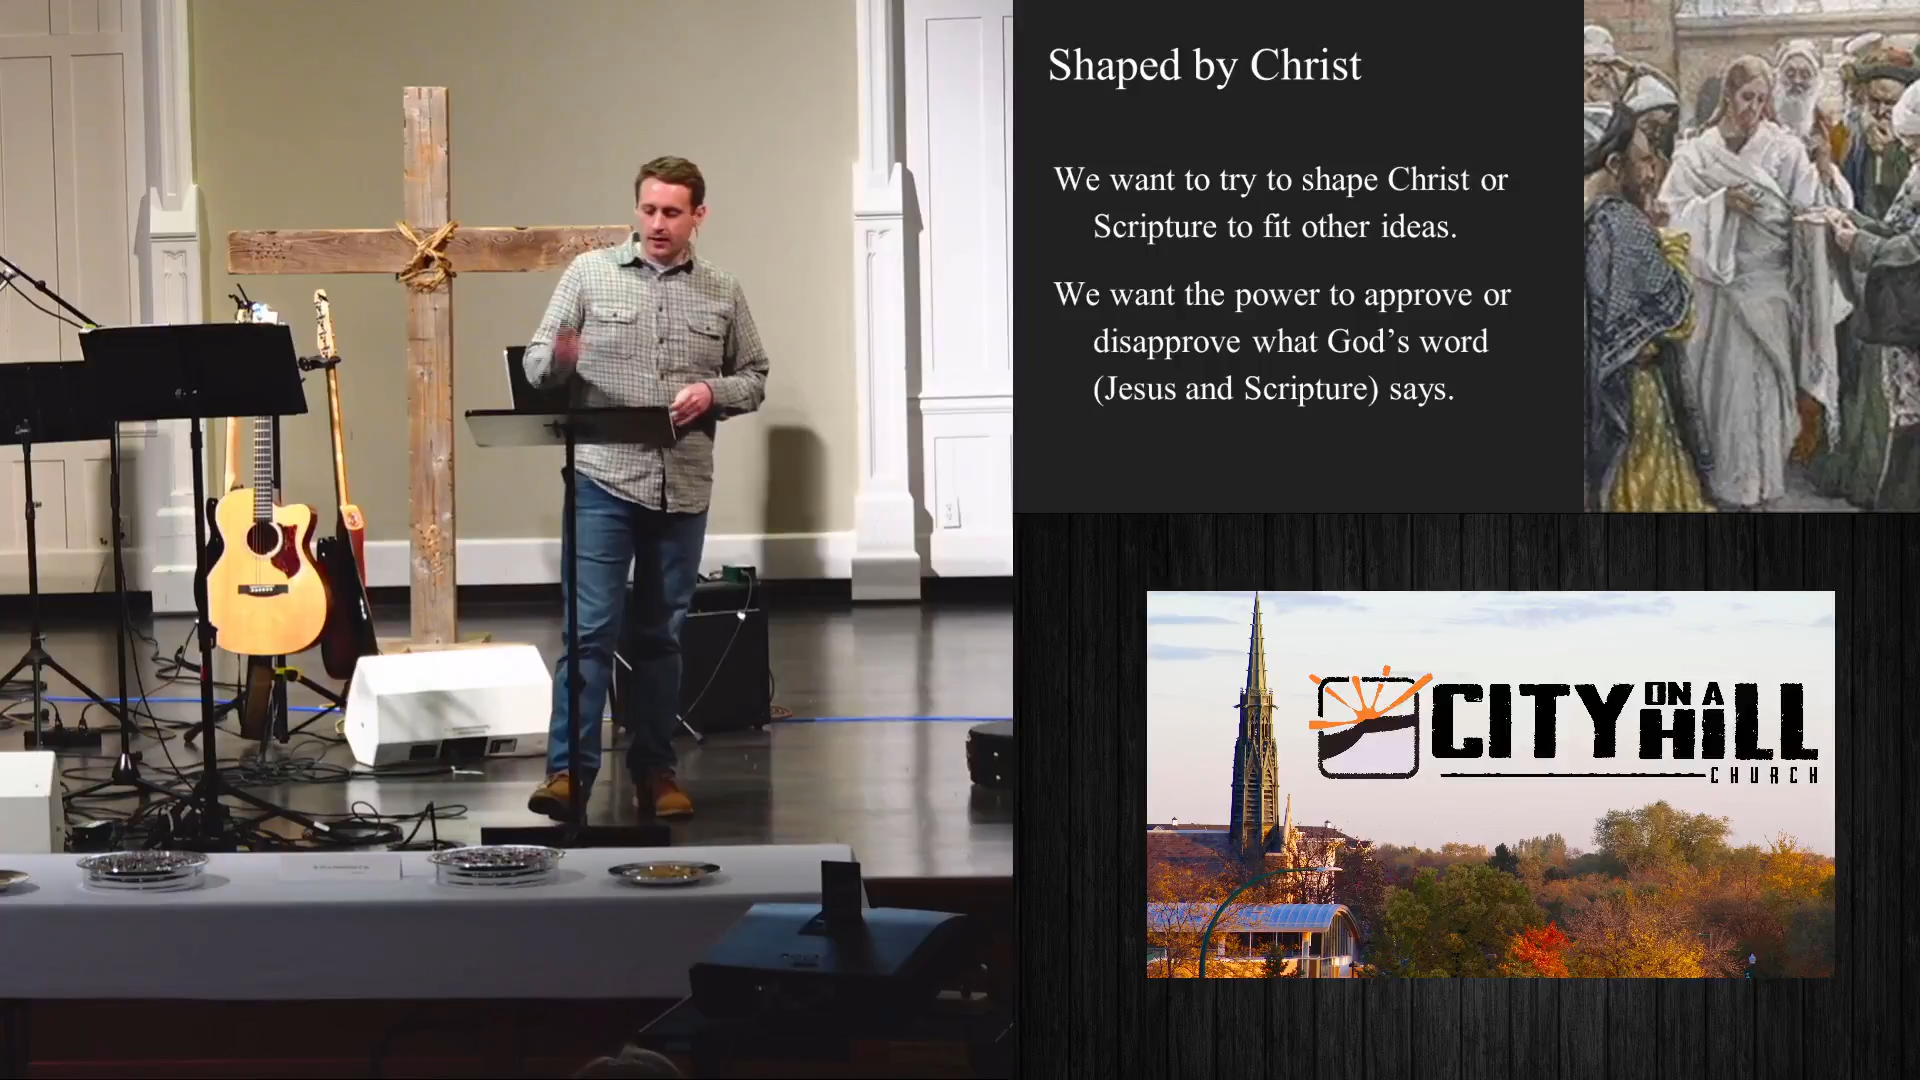 Shaped by Christ
We want to try to shape Christ or
Scripture to fit other ideas.
We want the power to approve or
disapprove what God’s word
(Jesus and Scripture) says.
CITY ON A HILL
CHURCH